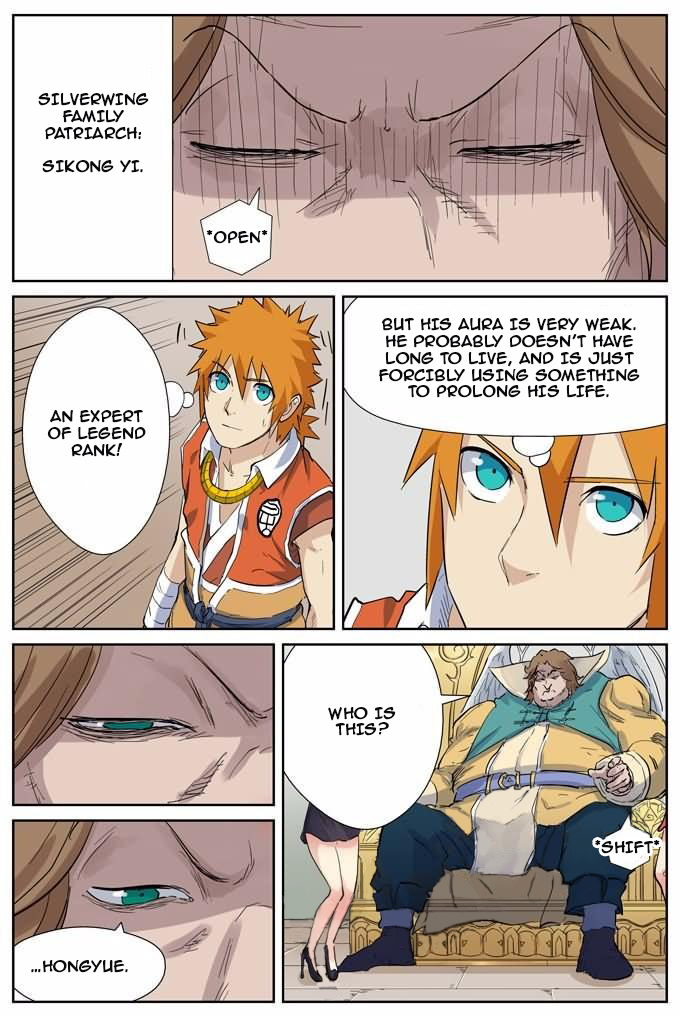 SILVERWING
FAMILY
PATRIARCH:
SIKONG YI.
*OPEN*
AN EXPERT
OF LEGEND
RANK!
BUT HIS AURA IS VERY WEAK.
HE PROBABLY DOESN'T HAVE
LONG TO LIVE, AND IS JUST
FORCIBLY USING SOMETHING
TO PROLONG HIS LIFE.
WHO IS
THIS?
*SHIFT*
...HONGYUE.